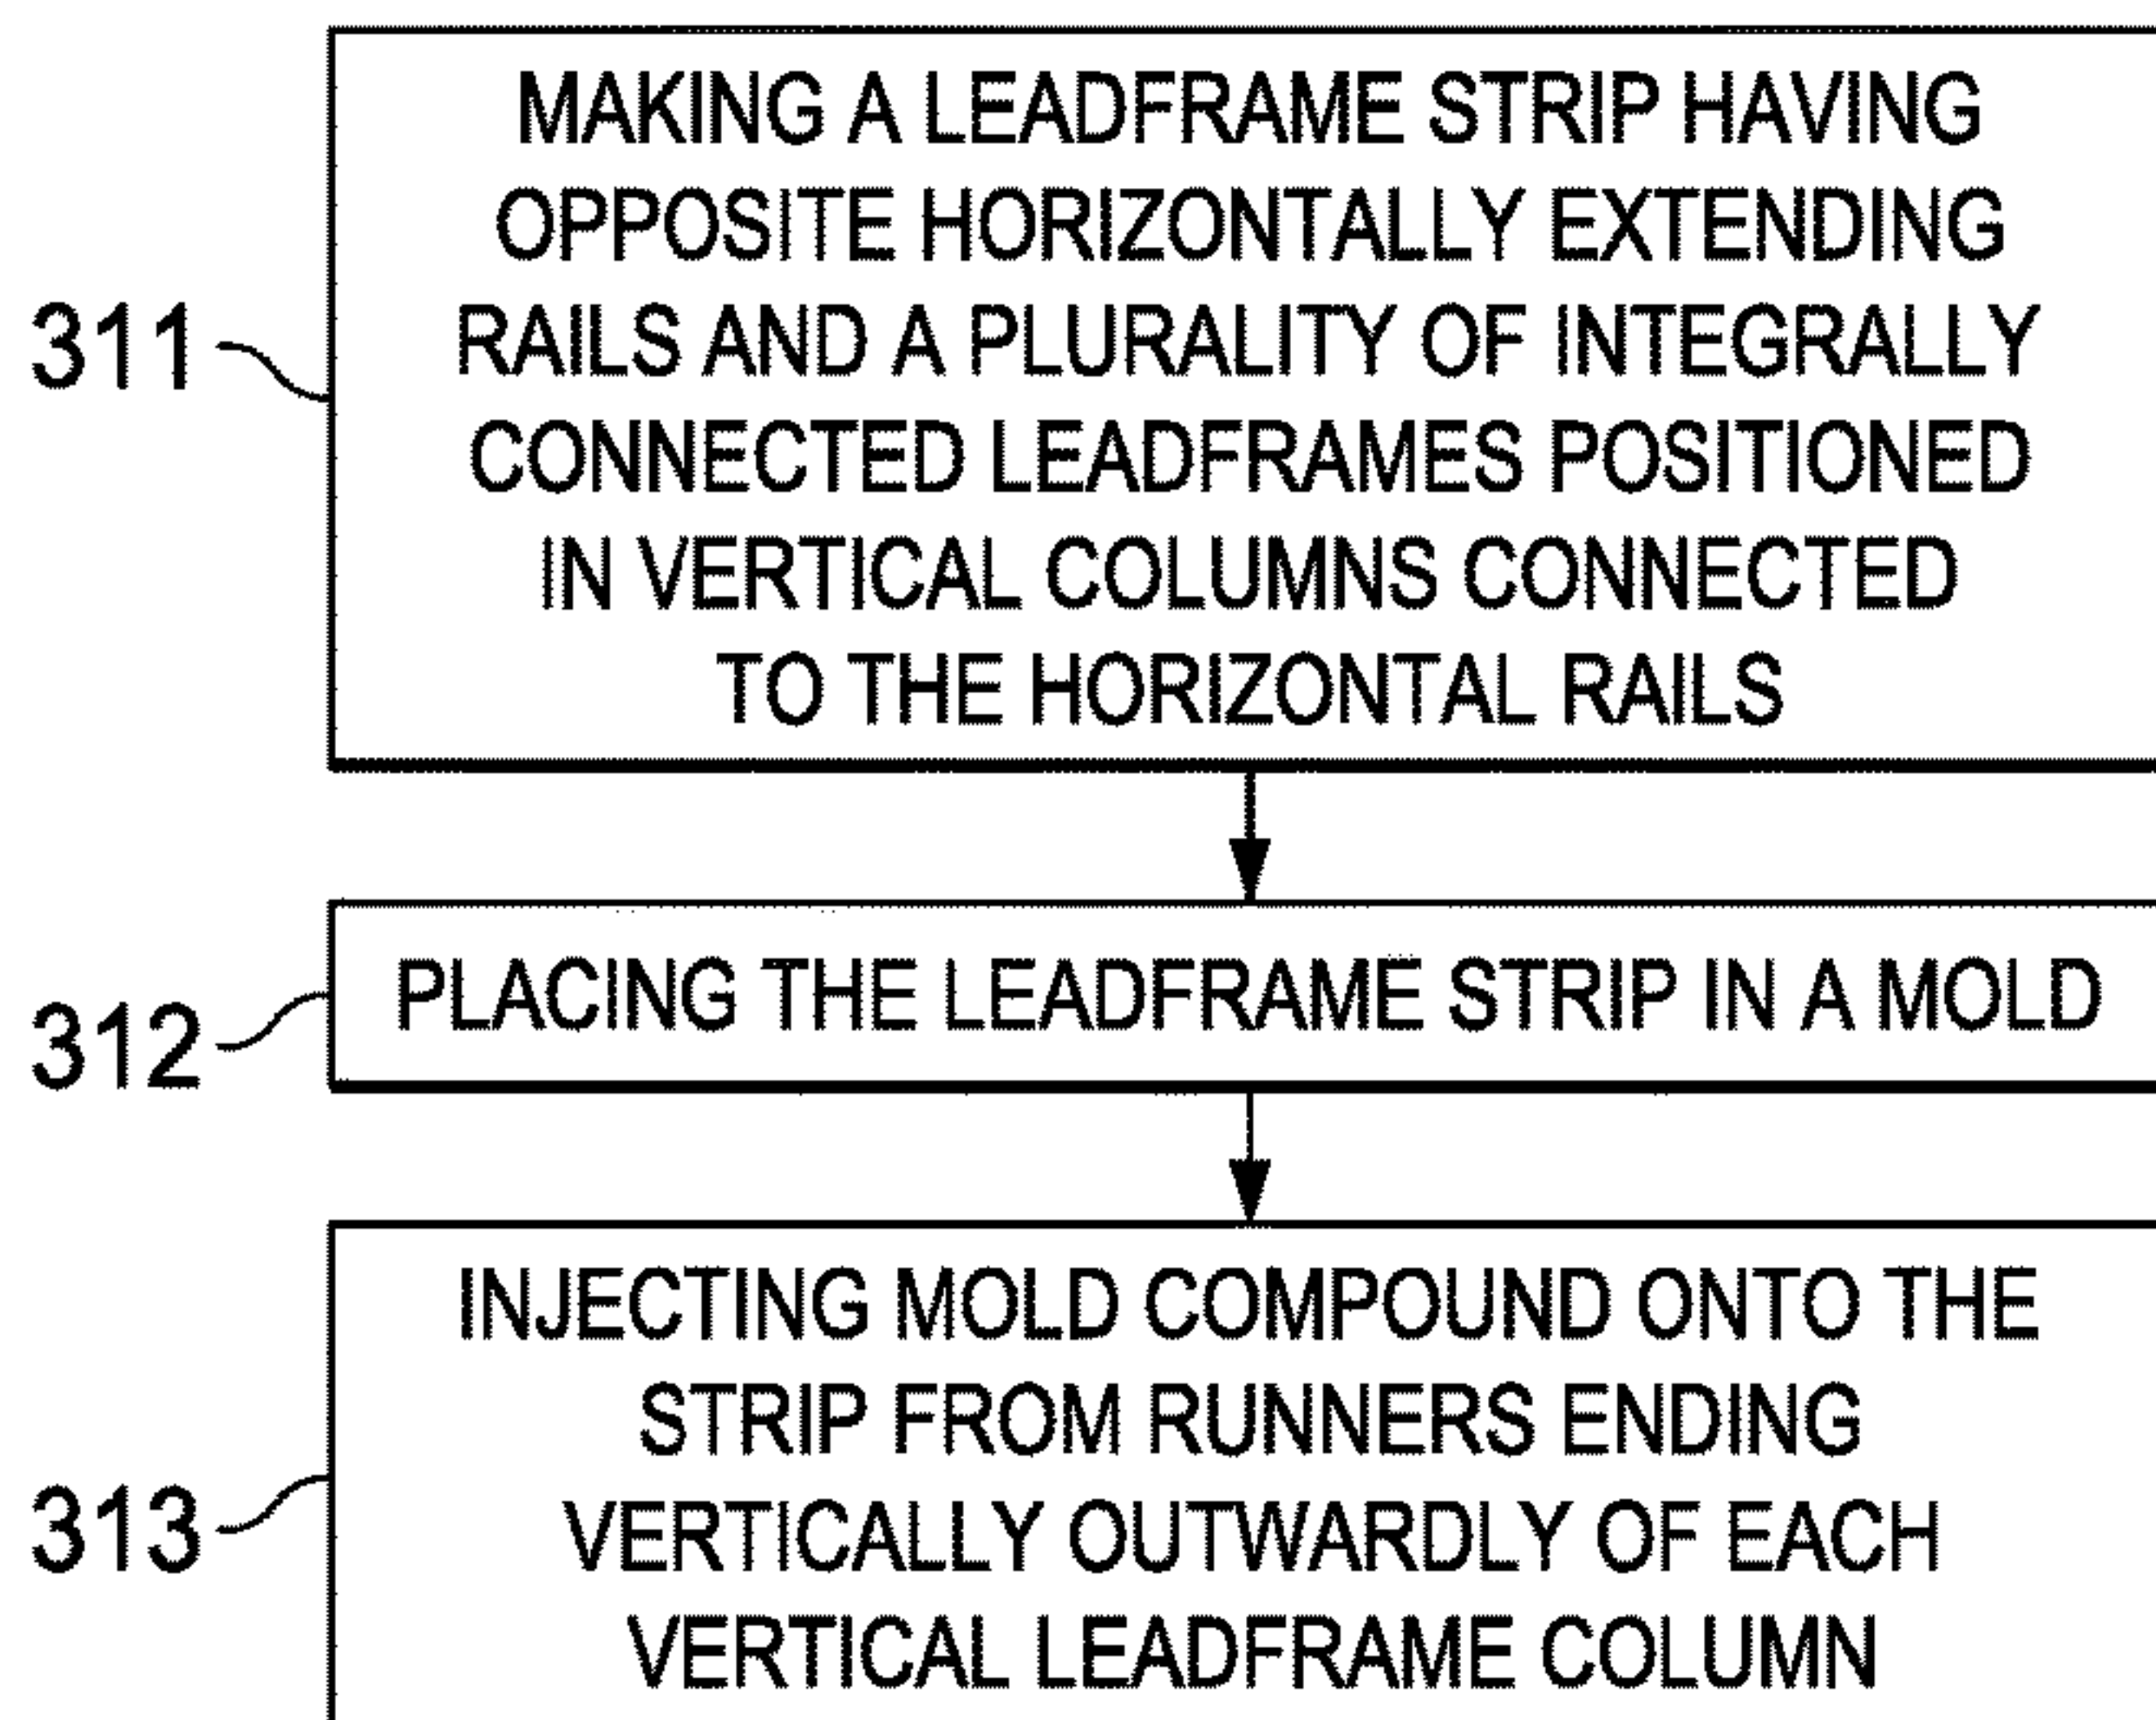 MAKING A LEADFRAME STRIP HAVING
OPPOSITE HORIZONTALLY EXTENDING
311 RAILS AND A PLURALITY OF INTEGRALLY
CONNECTED LEADFRAMES POSITIONED
IN VERTICAL COLUMNS CONNECTED
TO THE HORIZONTAL RAILS
312 PLACING THE LEADFRAME STRIP IN A MOLD
INJECTING MOLD COMPOUND ONTO THE
STRIP FROM RUNNERS ENDING
313 VERTICALLY OUTWARDLY OF EACH
VERTICAL LEADFRAME COLUMN